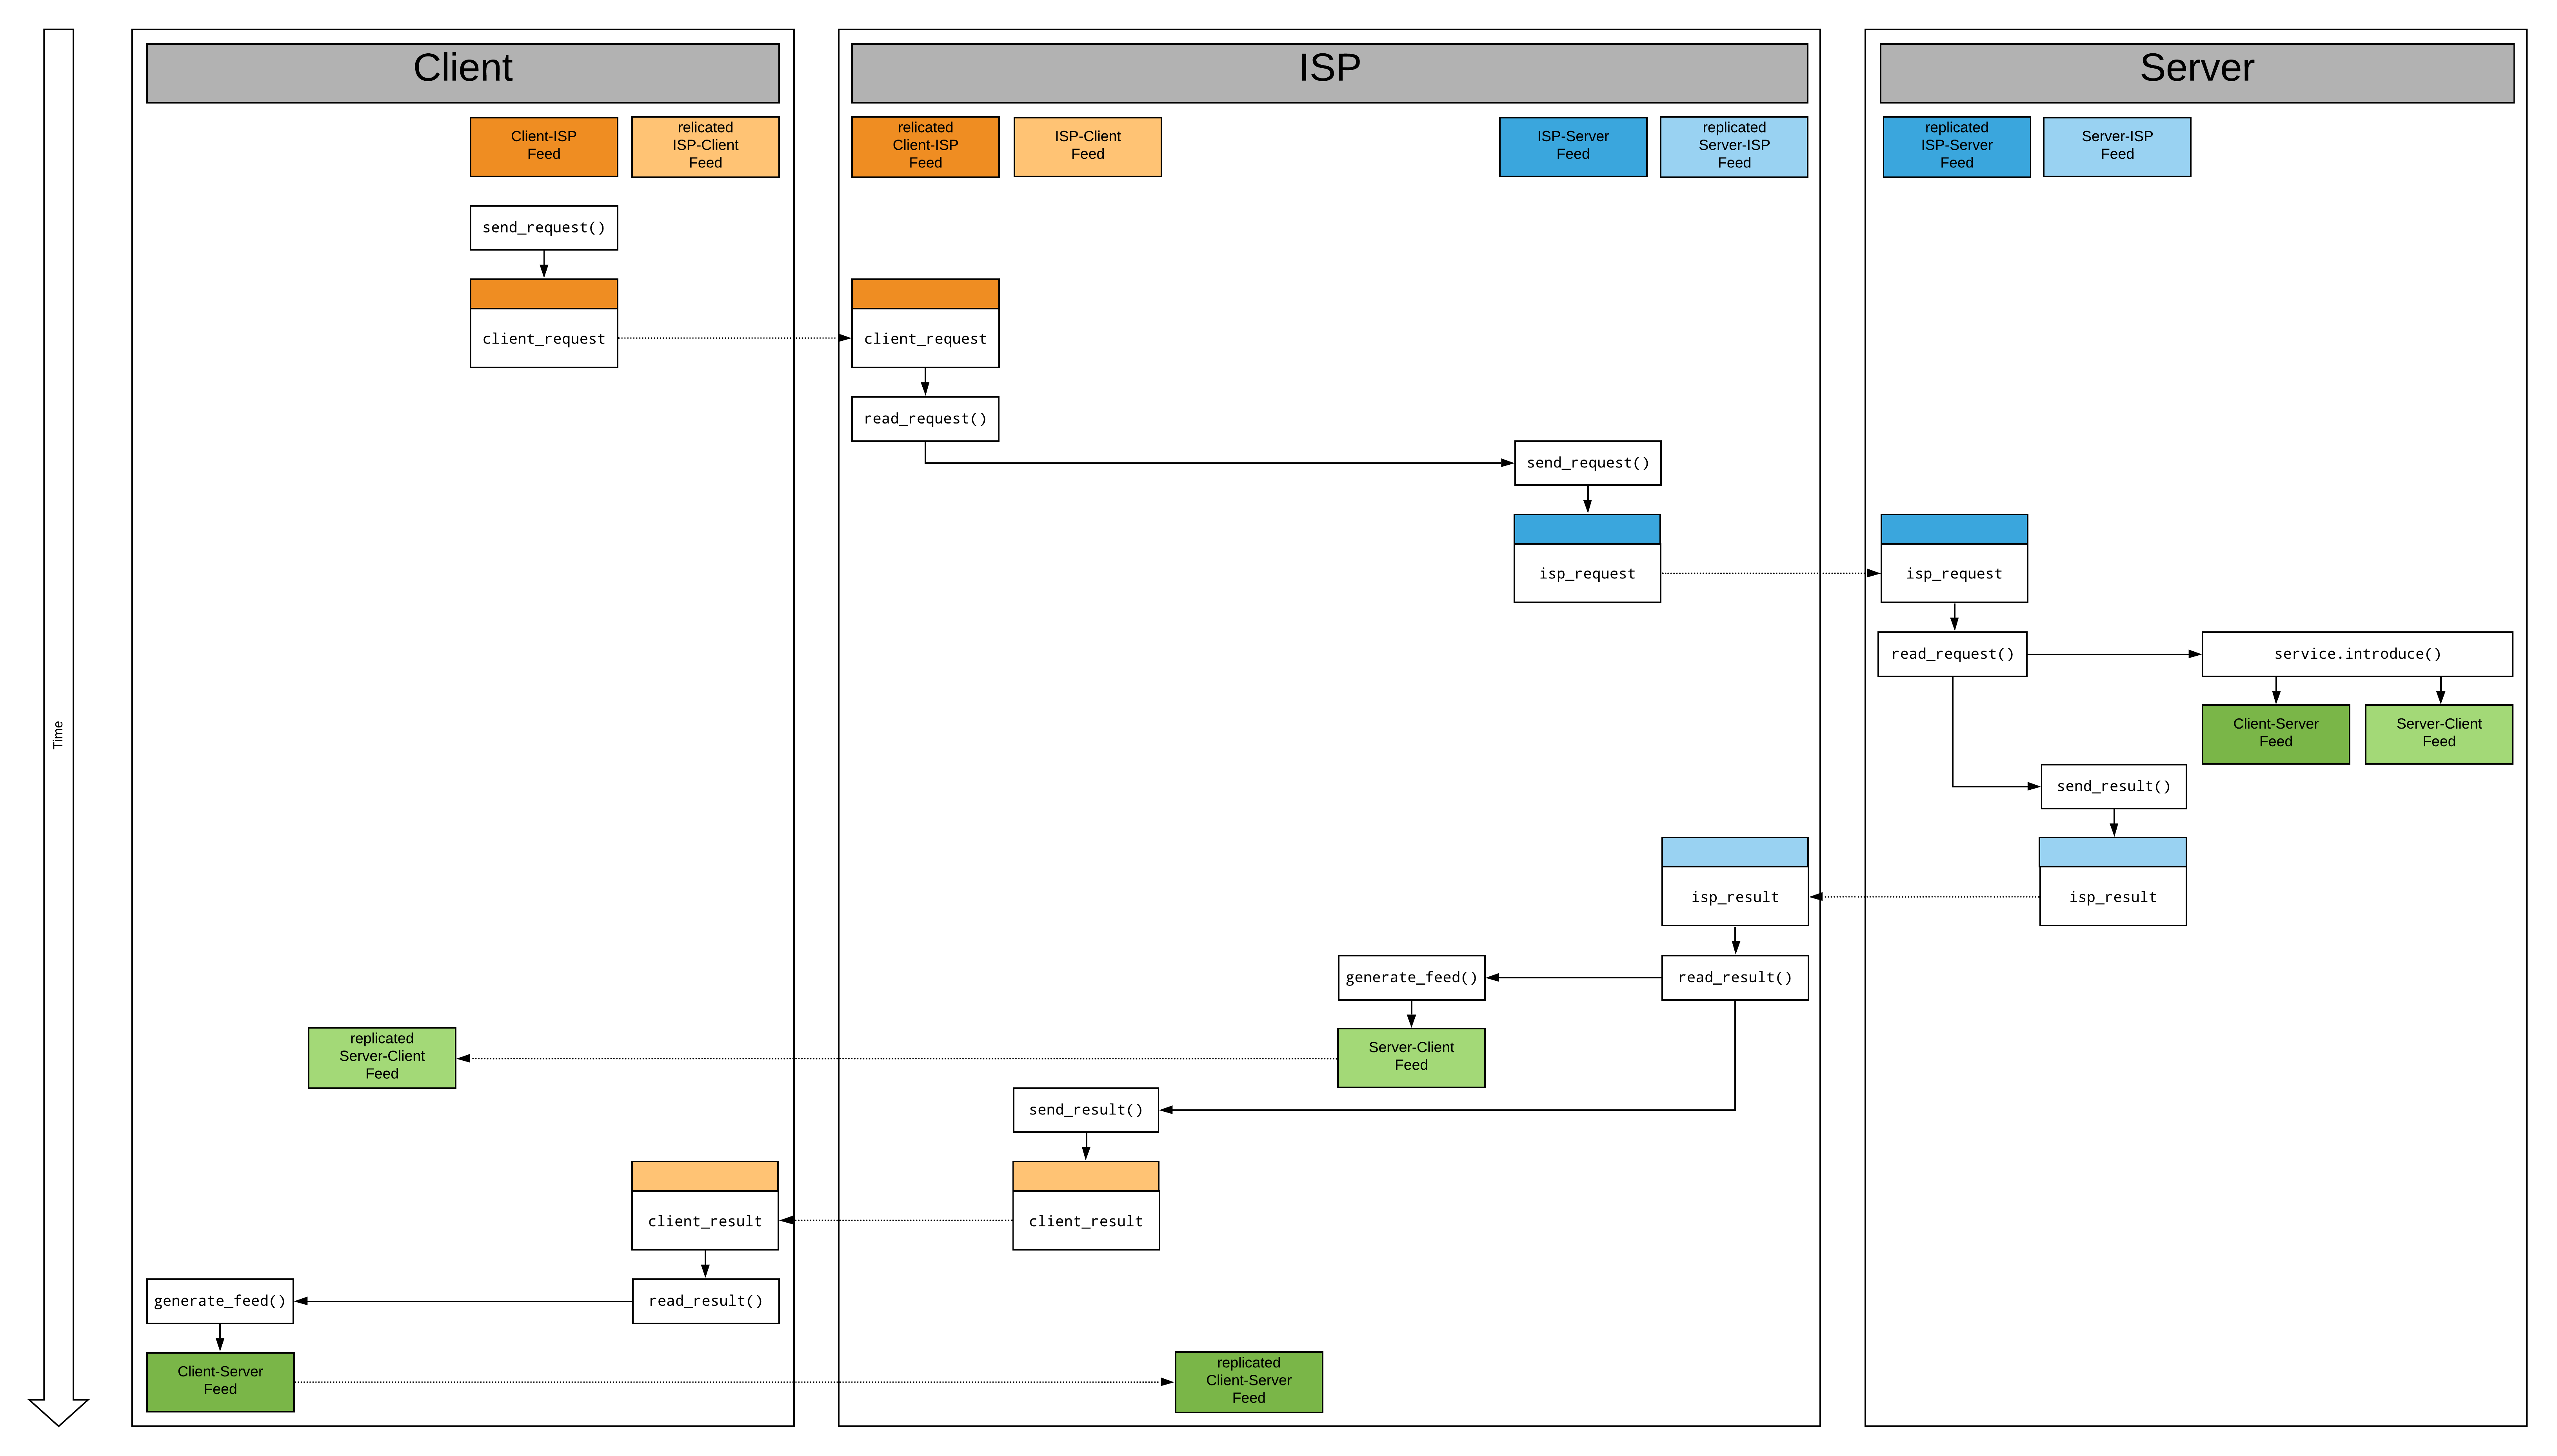 Client
ISP
Server
Client-ISP
Feed
relicated
ISP-Client
Feed
relicated
Client-ISP
Feed
ISP-Client
Feed
ISP-Server
Feed
replicated
Server-ISP
Feed
replicated
ISP-Server
Feed
Server-ISP
Feed
send_request()
client_request
client_request
read_request()
send_request()
isp_request
isp_request
read_request()
service.introduce()
Time
Client-Server
Feed
Server-Client
Feed
send_result()
isp_result
isp_result
generate_feed()
read_result()
replicated
Server-Client
Feed
Server-Client
Feed
send_result()
client_result
client_result
generate_feed()
read_result()
Client-Server
Feed
replicated
Client-Server
Feed